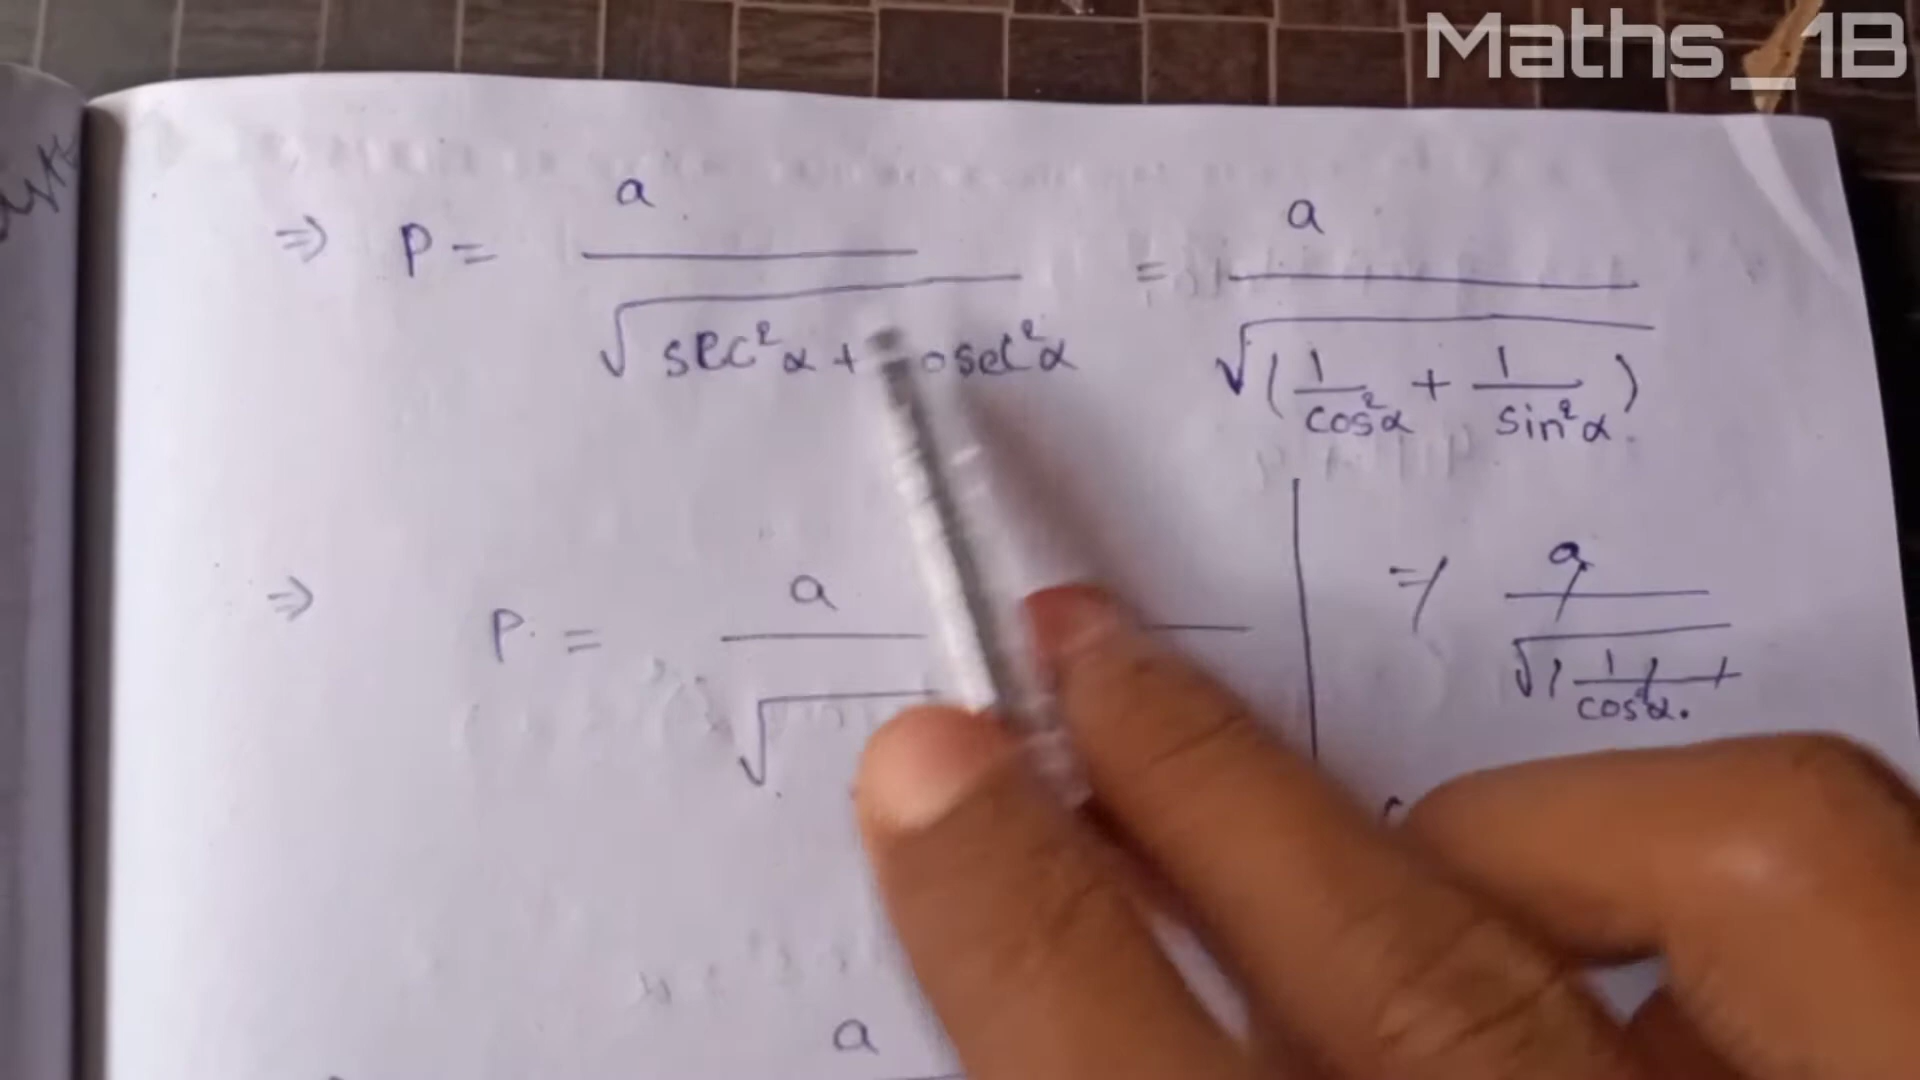 Maths_1B
⇒ P = a / √(sec²α + cosec²α) = a / √(1/cos²α + 1/sin²α)
⇒ P = a / √
⇒ a / √(1/cos²α +
a